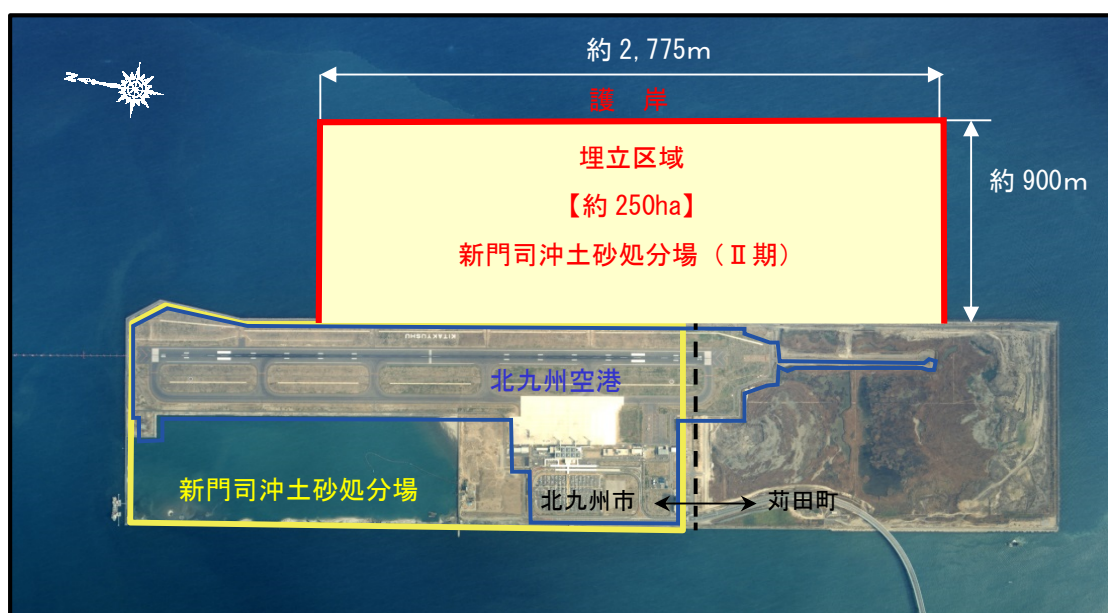 約 2,775m
護 岸
N
埋立区域
【約 250ha】
新門司沖土砂処分場（Ⅱ期）
約 900m
KITAKYUSHU
北九州空港
新門司沖土砂処分場
北九州市
苅田町